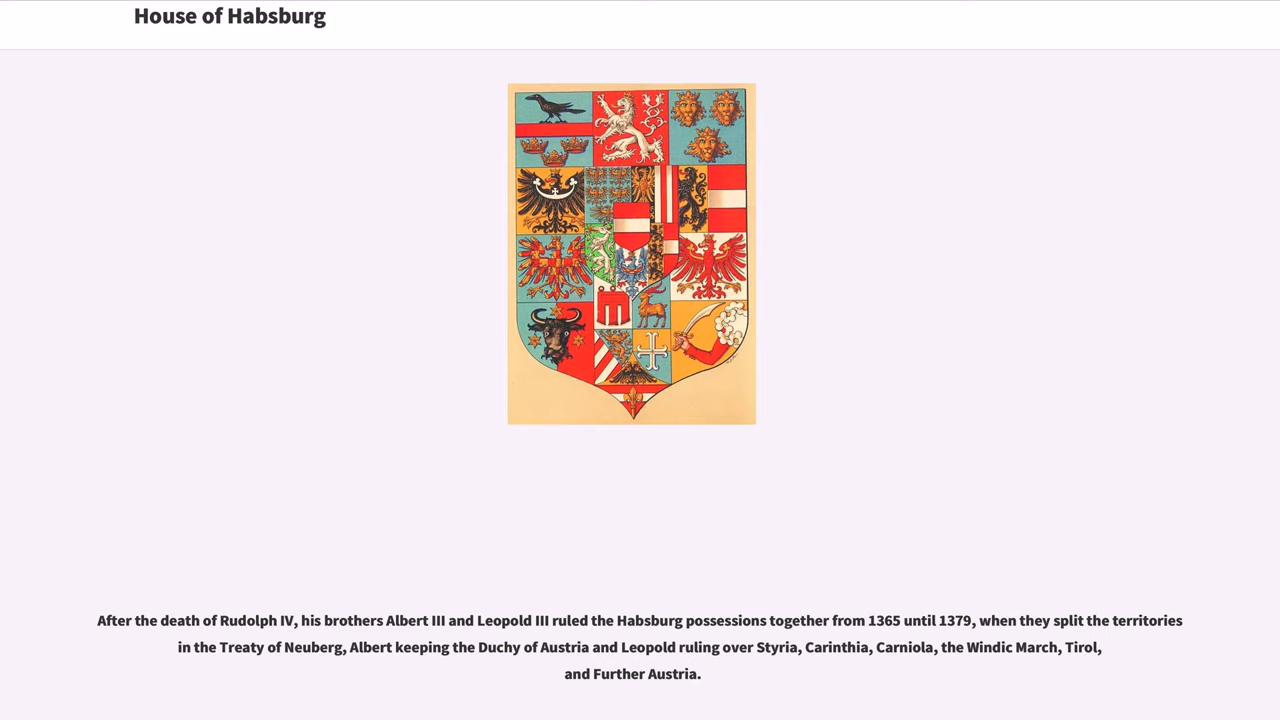 House of Habsburg
After the death of Rudolph IV, his brothers Albert III and Leopold III ruled the Habsburg possessions together from 1365 until 1379, when they split the territories
in the Treaty of Neuberg, Albert keeping the Duchy of Austria and Leopold ruling over Styria, Carinthia, Carniola, the Windic March, Tirol,
and Further Austria.